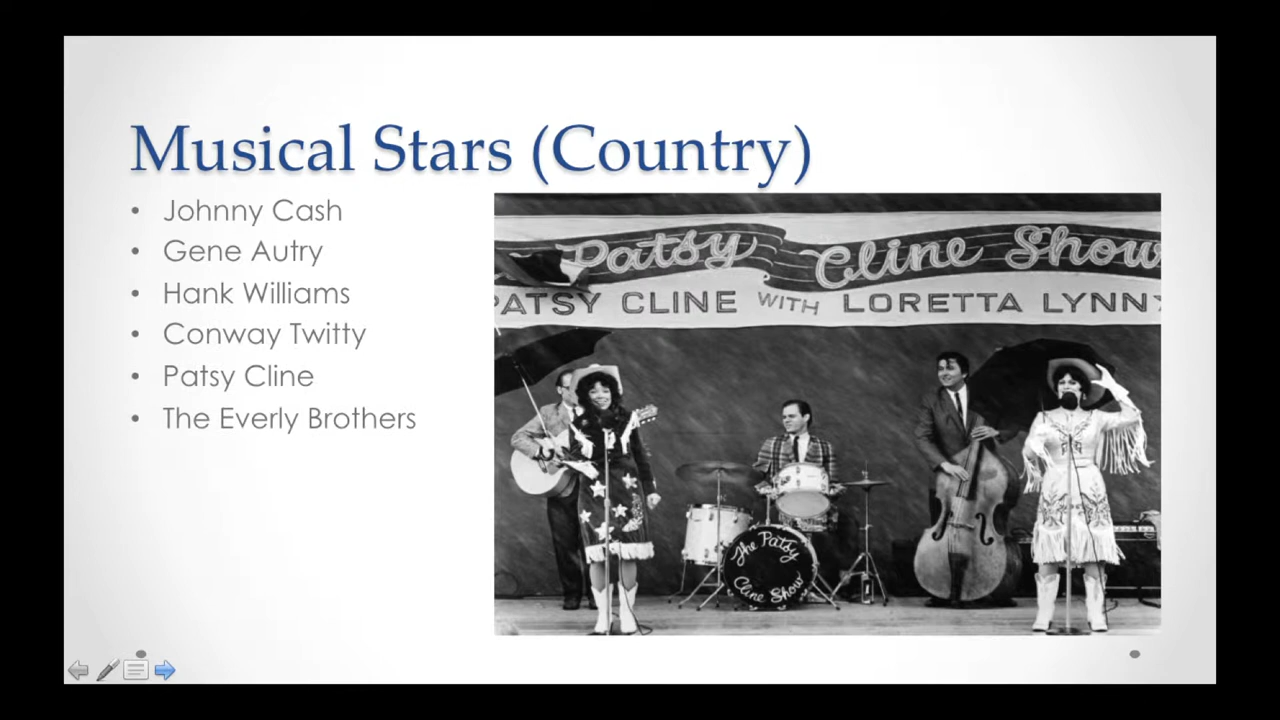 Musical Stars (Country)
• Johnny Cash
• Gene Autry
• Hank Williams
• Conway Twitty
• Patsy Cline
• The Everly Brothers
Patsy Cline Show
PATSY CLINE WITH LORETTA LYNN
The Patsy
Cline Show